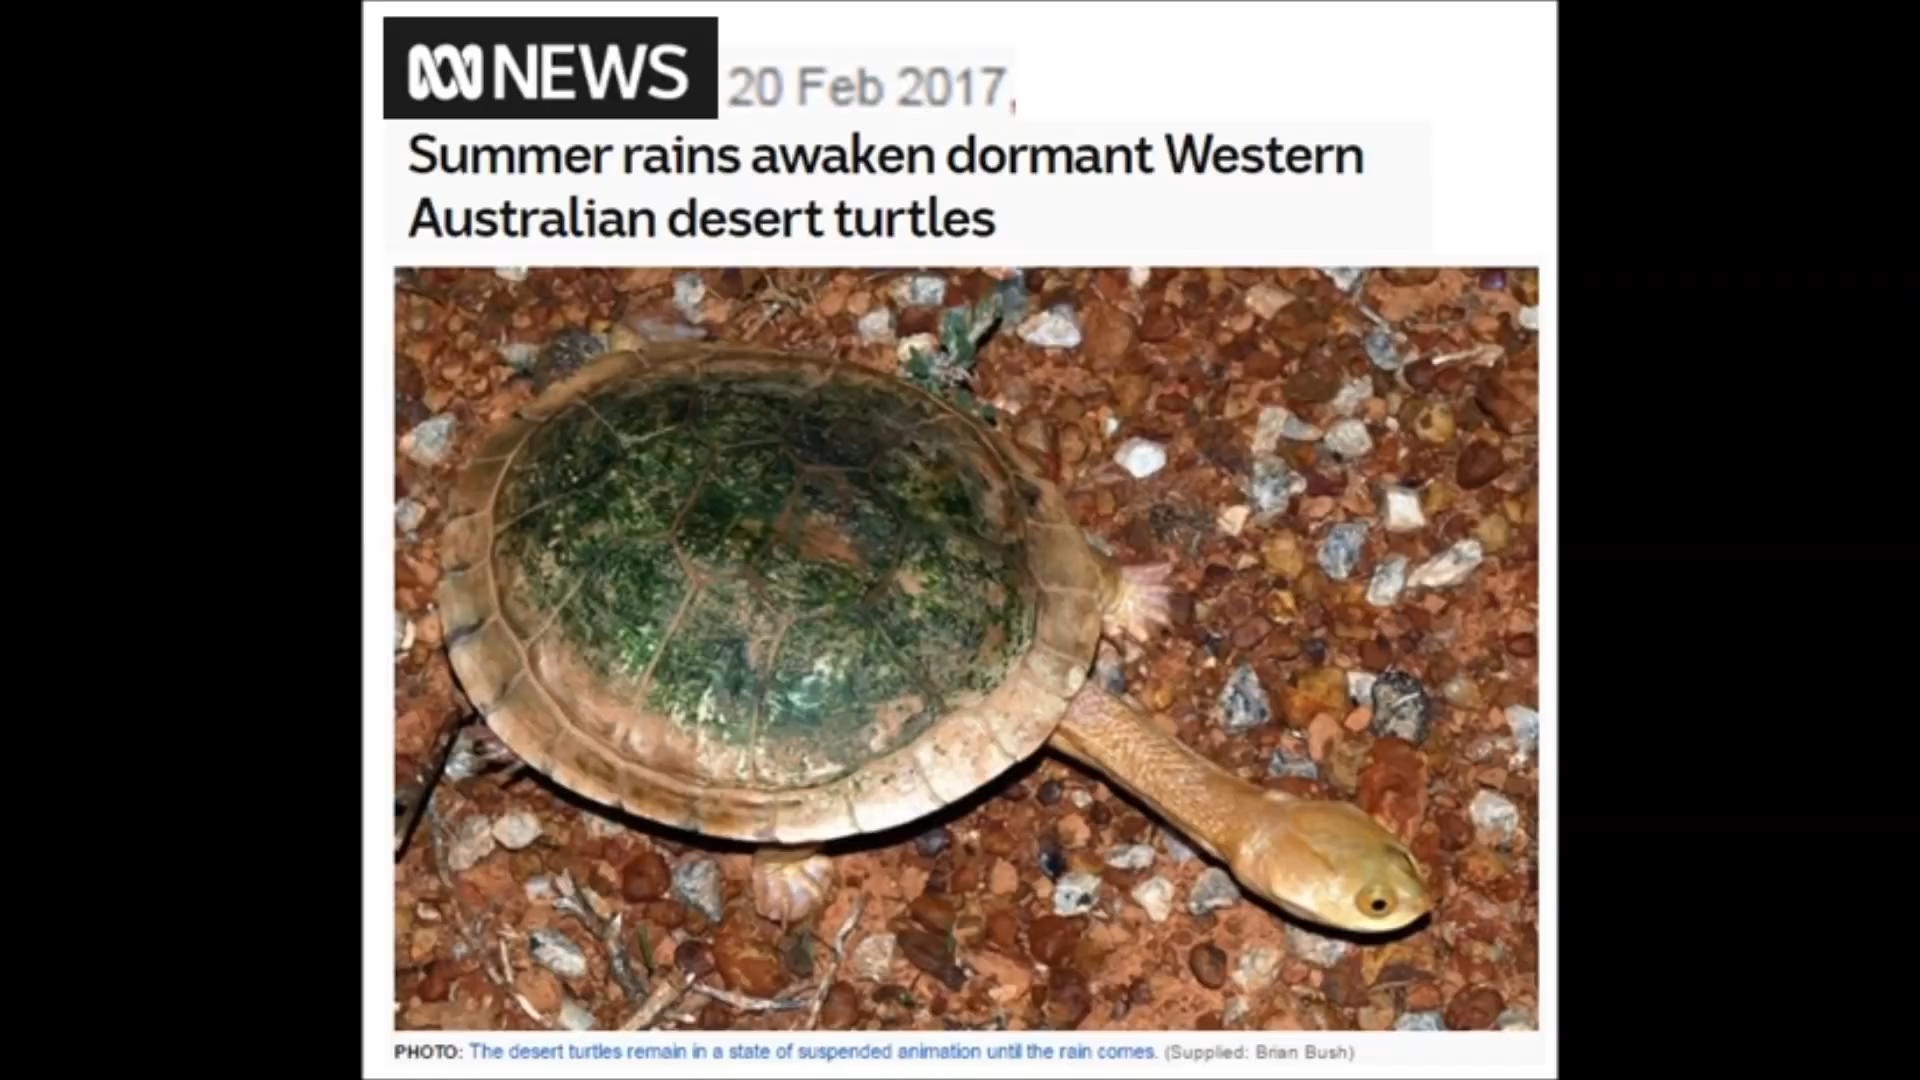 NEWS 20 Feb 2017,
Summer rains awaken dormant Western
Australian desert turtles
PHOTO: The desert turtles remain in a state of suspended animation until the rain comes. (Supplied: Brian Bush)